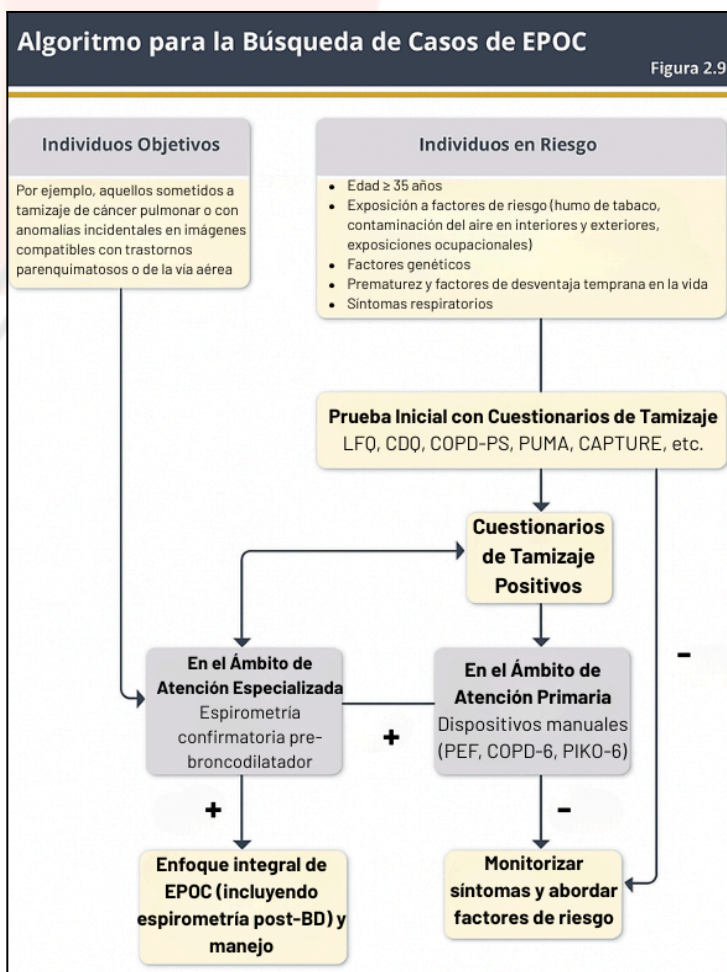 Algoritmo para la Búsqueda de Casos de EPOC
Figura 2.9
Individuos Objetivos
Por ejemplo, aquellos sometidos a
tamizaje de cáncer pulmonar o con
anomalías incidentales en imágenes
compatibles con trastornos
parenquimatosos o de la vía aérea
Individuos en Riesgo
• Edad ≥ 35 años
• Exposición a factores de riesgo (humo de tabaco,
contaminación del aire en interiores y exteriores,
exposiciones ocupacionales)
• Factores genéticos
• Prematurez y factores de desventaja temprana en la vida
• Síntomas respiratorios
Prueba Inicial con Cuestionarios de Tamizaje
LFQ, CDQ, COPD-PS, PUMA, CAPTURE, etc.
Cuestionarios
de Tamizaje
Positivos
-
En el Ámbito de
Atención Especializada
Espirometría
confirmatoria pre-
broncodilatador
+
En el Ámbito de
Atención Primaria
Dispositivos manuales
(PEF, COPD-6, PIKO-6)
+
-
Enfoque integral de
EPOC (incluyendo
espirometría post-BD) y
manejo
Monitorizar
síntomas y abordar
factores de riesgo